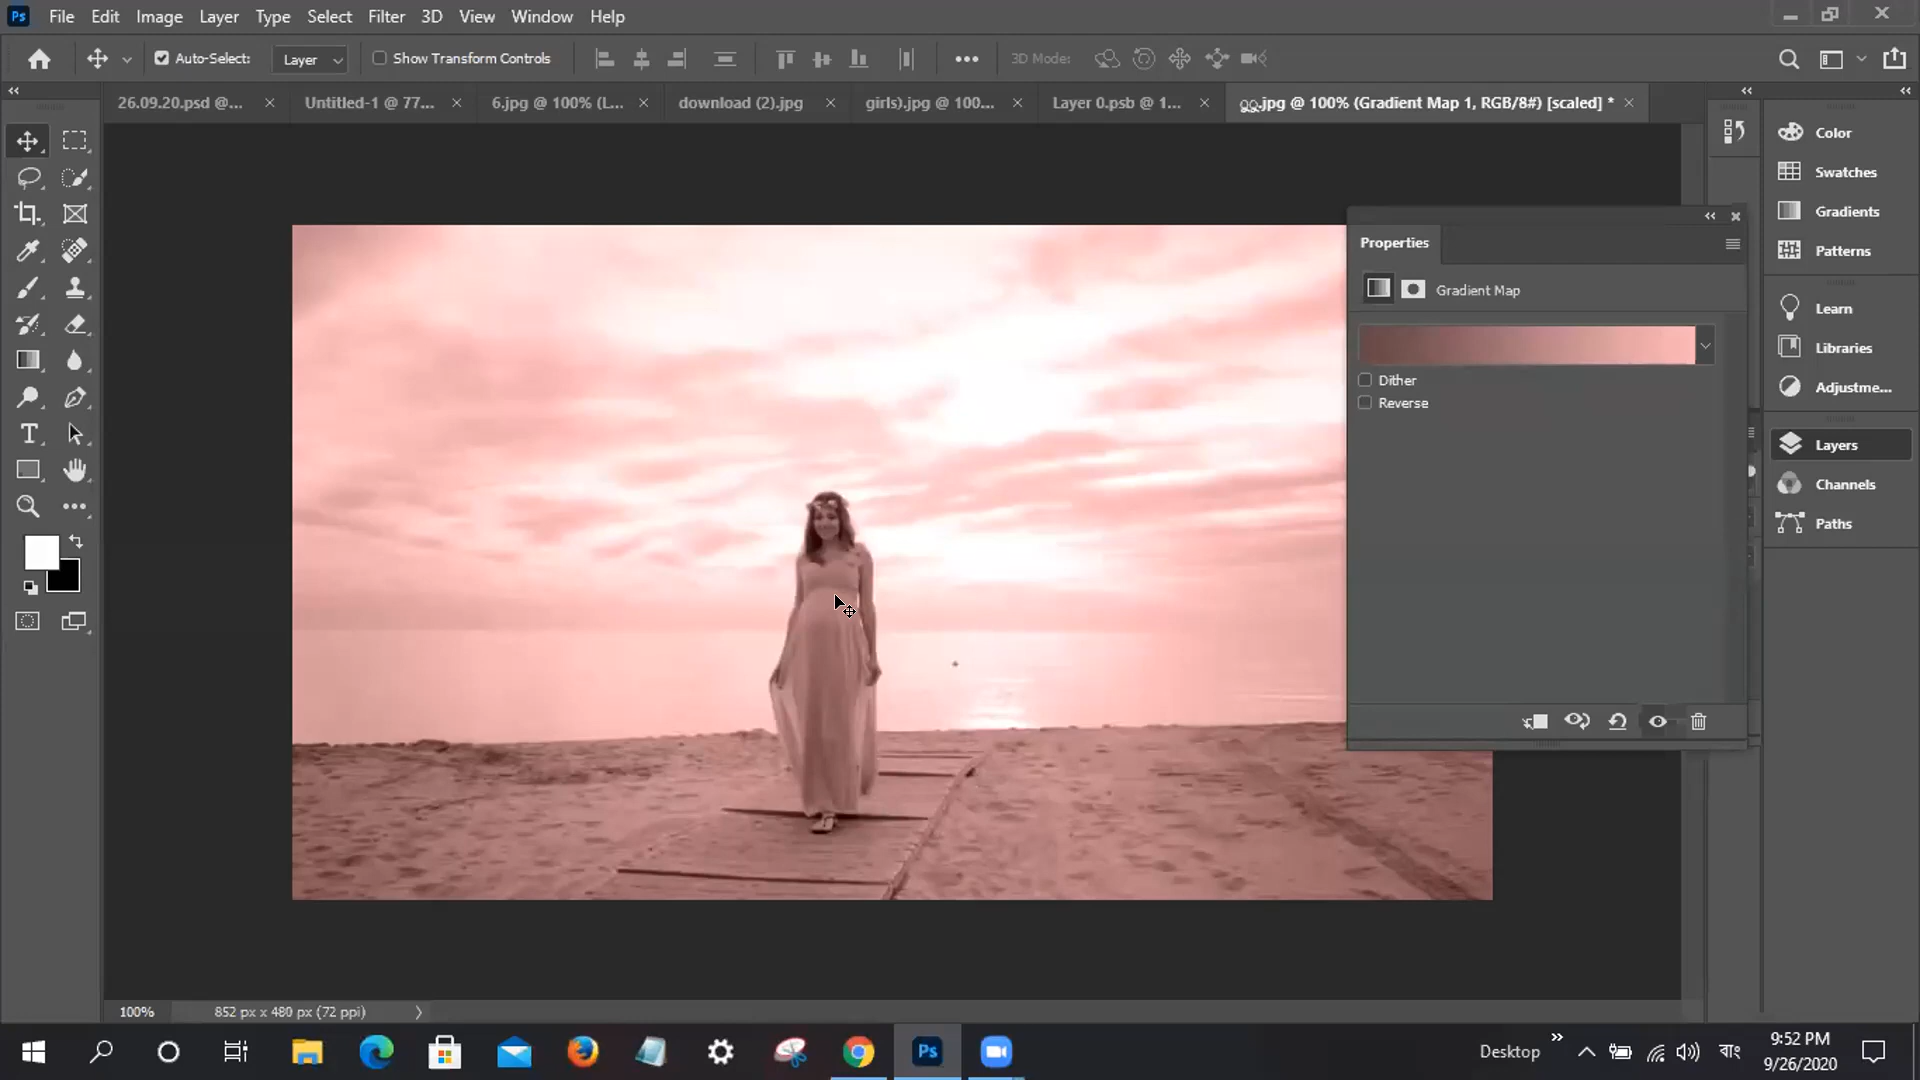 Ps File Edit Image Layer Type Select Filter 3D View Window Help
Auto-Select: Layer Show Transform Controls 3D Mode:
26.09.20.psd @... Untitled-1 @ 77... 6.jpg @ 100% (L... download (2).jpg girls).jpg @ 100... Layer 0.psb @ 1... .jpg @ 100% (Gradient Map 1, RGB/8#) [scaled] *
Color
Swatches
Gradients
Patterns
Learn
Libraries
Adjustme...
Layers
Channels
Paths
Properties
Gradient Map
Dither
Reverse
T
100% 852 px x 480 px (72 ppi)
Ps Desktop বাং 9:52 PM
9/26/2020